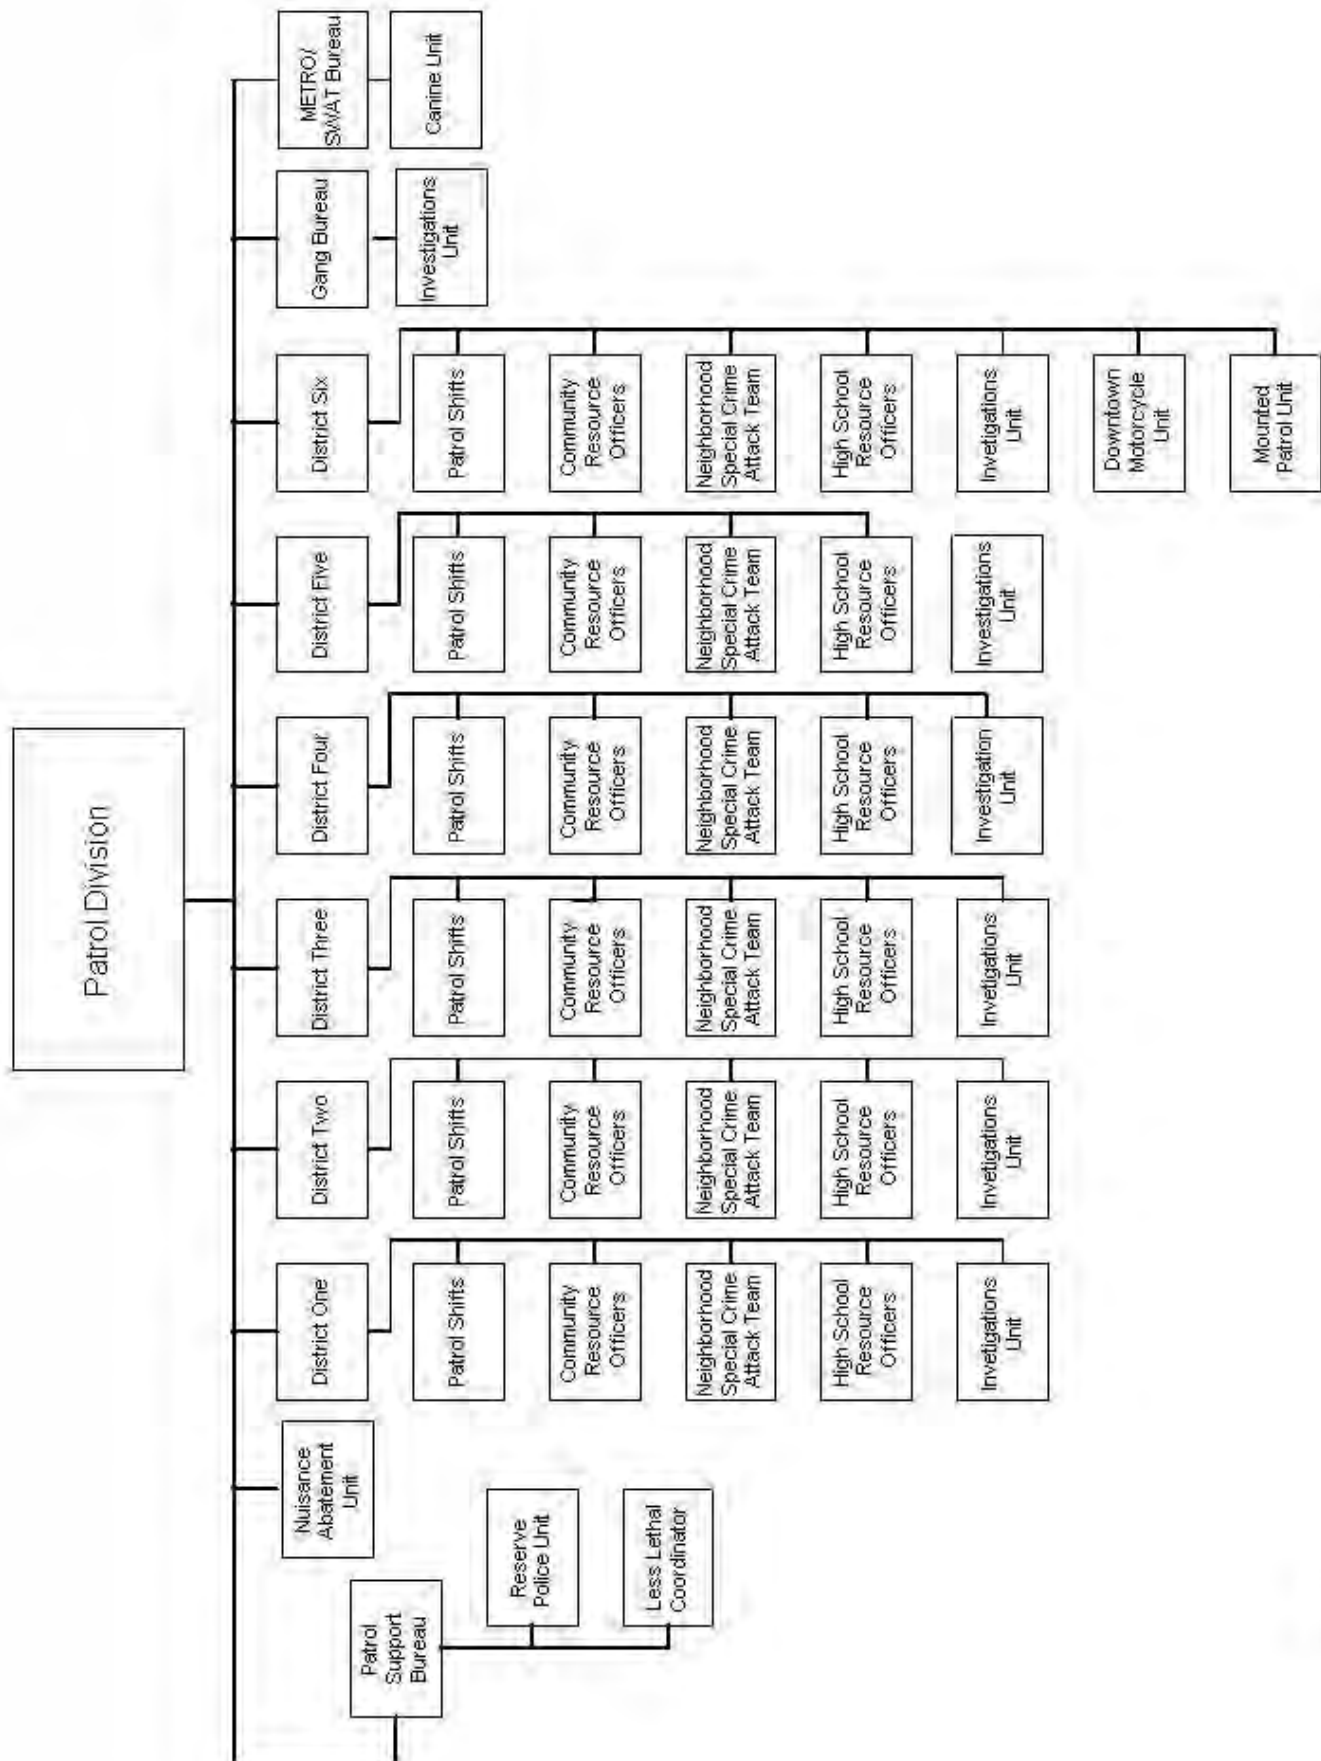 Patrol Division
Patrol
Support
Bureau
Reserve
Police Unit
Less Lethal
Coordinator
Nuisance
Abatement
Unit
District One
Patrol Shifts
Community
Resource
Officers
Neighborhood
Special Crime
Attack Team
High School
Resource
Officers
Invetigations
Unit
District Two
Patrol Shifts
Community
Resource
Officers
Neighborhood
Special Crime
Attack Team
High School
Resource
Officers
Invetigations
Unit
District Three
Patrol Shifts
Community
Resource
Officers
Neighborhood
Special Crime
Attack Team
High School
Resource
Officers
Invetigations
Unit
District Four
Patrol Shifts
Community
Resource
Officers
Neighborhood
Special Crime
Attack Team
High School
Resource
Officers
Investigation
Unit
District Five
Patrol Shifts
Community
Resource
Officers
Neighborhood
Special Crime
Attack Team
High School
Resource
Officers
Investigations
Unit
District Six
Patrol Shifts
Community
Resource
Officers
Neighborhood
Special Crime
Attack Team
High School
Resource
Officers
Invetigations
Unit
Downtown
Motorcycle
Unit
Mounted
Patrol Unit
Gang Bureau
Investigations
Unit
METRO/
SWAT Bureau
Canine Unit